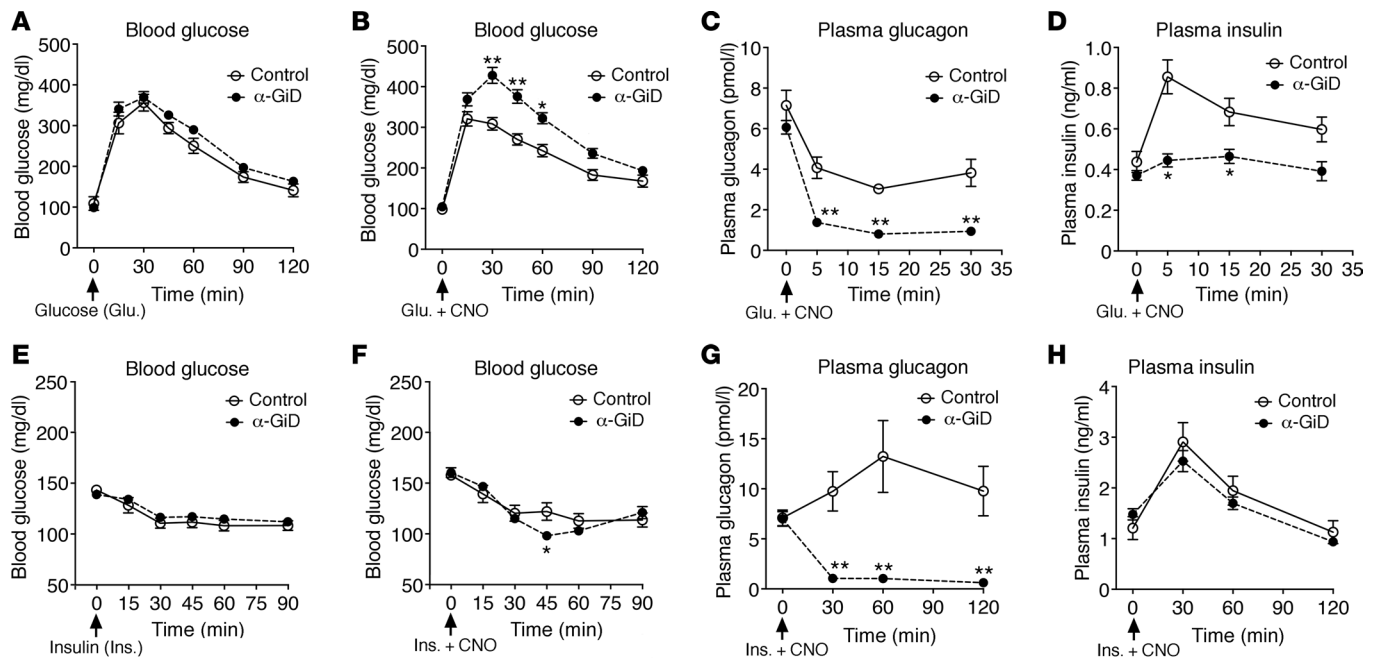 A
Blood glucose
Blood glucose (mg/dl)
500
400
300
200
100
0
Control
α-GiD
0 30 60 90 120
Time (min)
Glucose (Glu.)
B
Blood glucose
Blood glucose (mg/dl)
500
400
300
200
100
0
Control
α-GiD
**
**
*
0 30 60 90 120
Time (min)
Glu. + CNO
C
Plasma glucagon
Plasma glucagon (pmol/l)
10
8
6
4
2
0
Control
α-GiD
** ** **
0 5 10 15 20 25 30 35
Time (min)
Glu. + CNO
D
Plasma insulin
Plasma insulin (ng/ml)
1.0
0.8
0.6
0.4
0.2
0.0
Control
α-GiD
* *
0 5 10 15 20 25 30 35
Time (min)
Glu. + CNO
E
Blood glucose
Blood glucose (mg/dl)
250
200
150
100
50
Control
α-GiD
0 15 30 45 60 75 90
Time (min)
Insulin (Ins.)
F
Blood glucose
Blood glucose (mg/dl)
250
200
150
100
50
Control
α-GiD
*
0 15 30 45 60 75 90
Time (min)
Ins. + CNO
G
Plasma glucagon
Plasma glucagon (pmol/l)
20
15
10
5
0
Control
α-GiD
** ** **
0 30 60 90 120
Time (min)
Ins. + CNO
H
Plasma insulin
Plasma insulin (ng/ml)
4
3
2
1
0
Control
α-GiD
0 30 60 90 120
Time (min)
Ins. + CNO